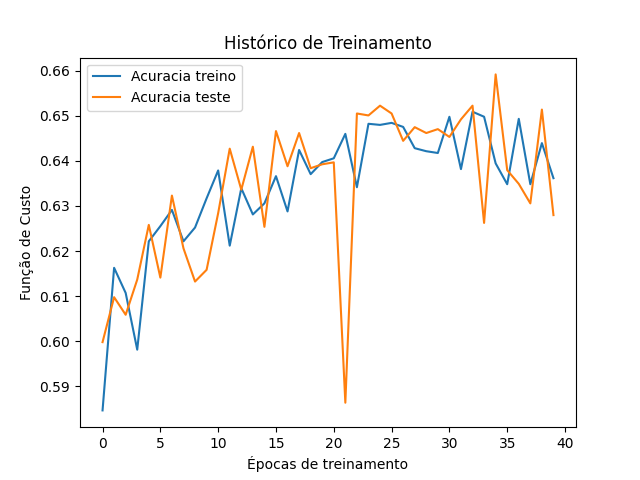 Histórico de Treinamento
Acuracia treino
Acuracia teste
0.66
0.65
0.64
0.63
0.62
0.61
0.60
0.59
Função de Custo
0 5 10 15 20 25 30 35 40
Épocas de treinamento